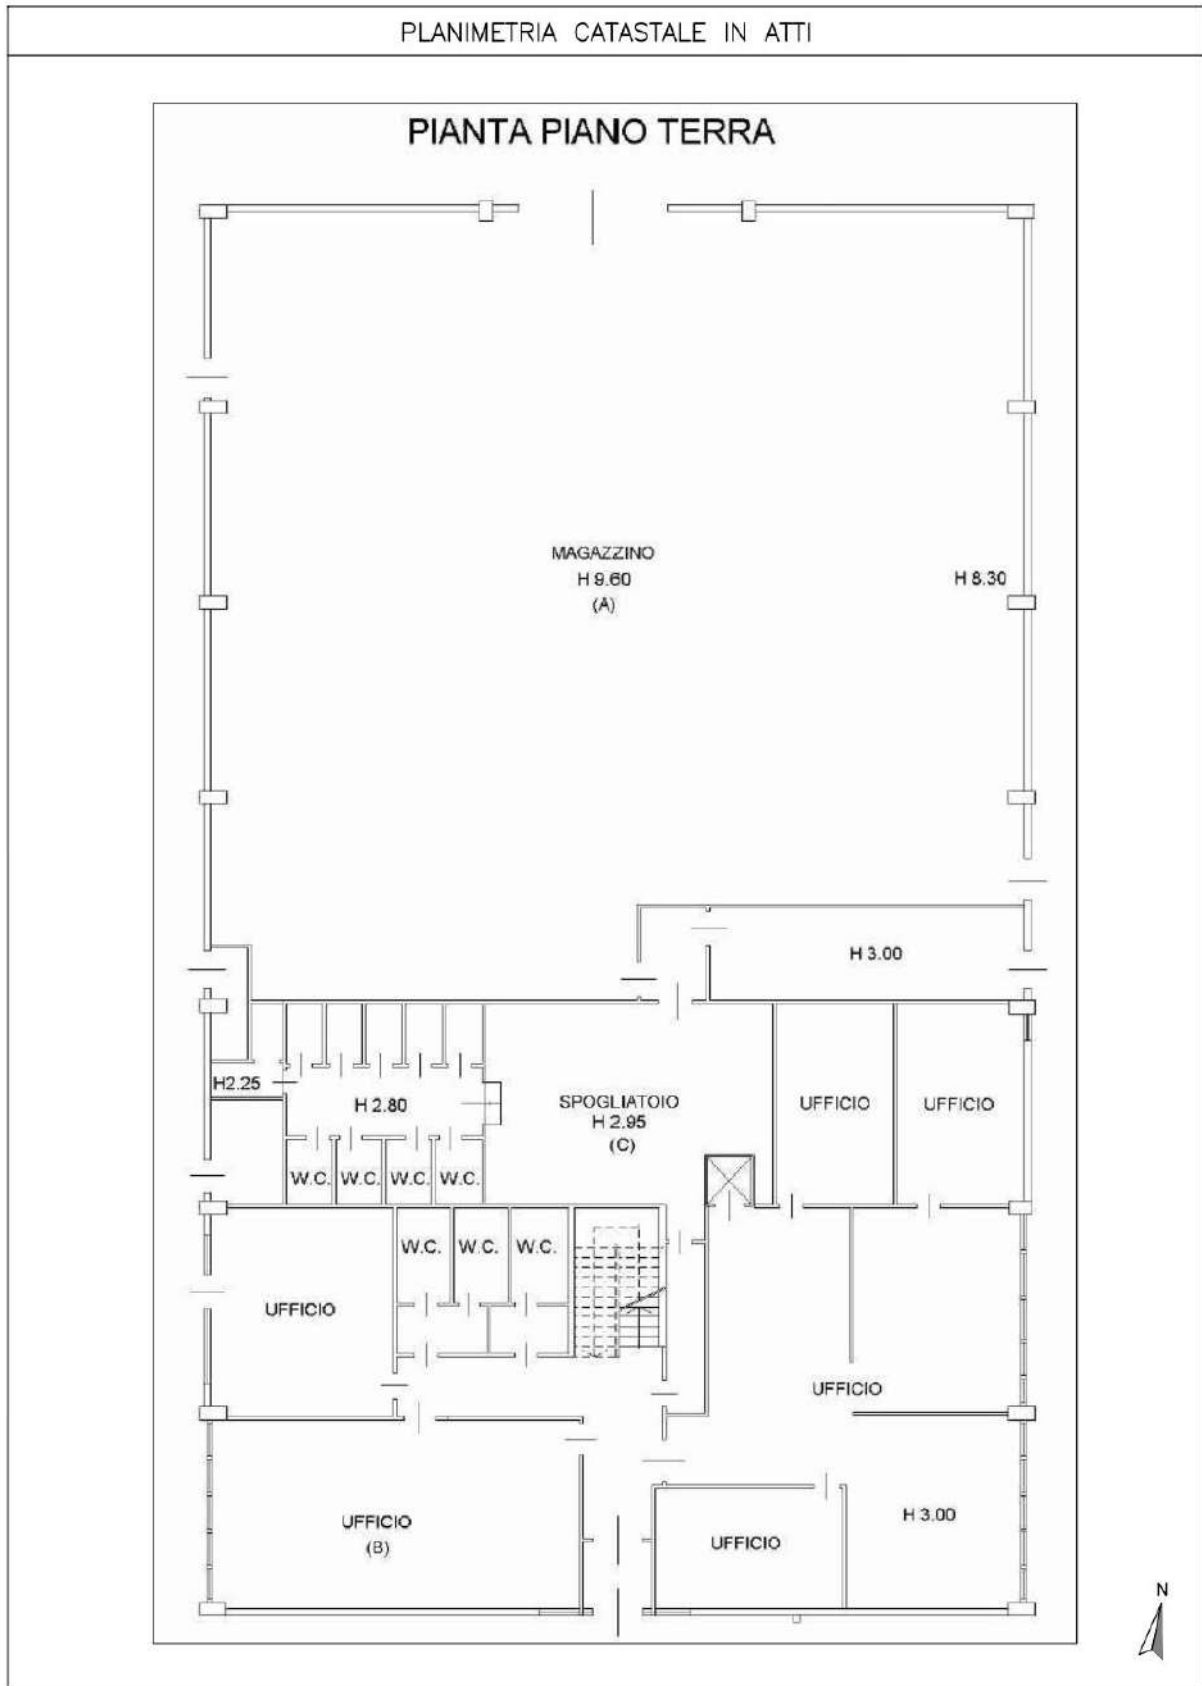 PLANIMETRIA CATASTALE IN ATTI
PIANTA PIANO TERRA
MAGAZZINO
H 9.60
(A)
H 8.30
H 3.00
H2.25
H 2.80
SPOGLIATOIO
H 2.95
(C)
UFFICIO
UFFICIO
W.C.
W.C.
W.C.
W.C.
W.C.
W.C.
W.C.
UFFICIO
UFFICIO
UFFICIO
(B)
UFFICIO
H 3.00
N